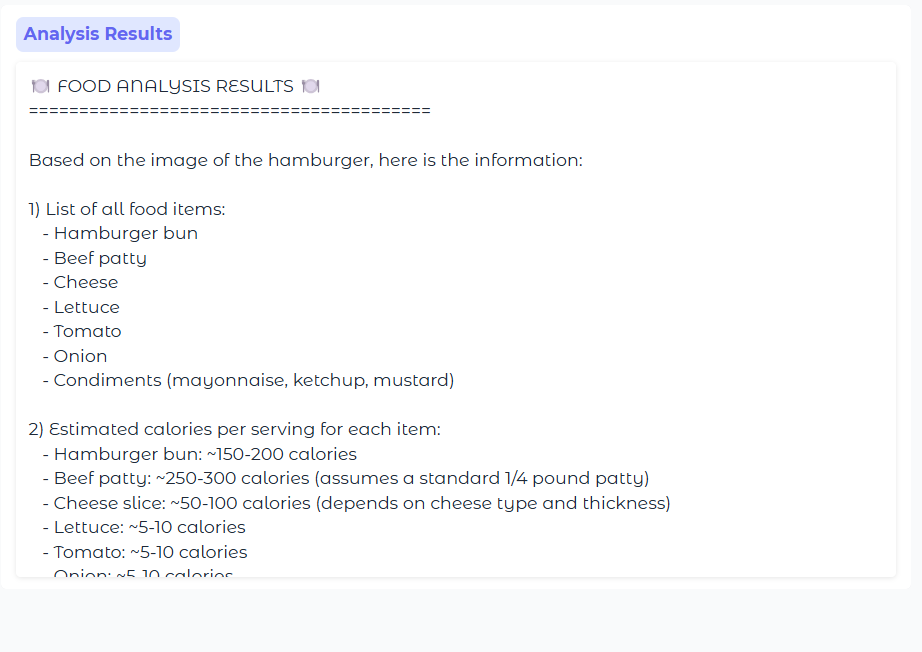 Analysis Results
🍽️ FOOD ANALYSIS RESULTS 🍽️
========================================
Based on the image of the hamburger, here is the information:
1) List of all food items:
- Hamburger bun
- Beef patty
- Cheese
- Lettuce
- Tomato
- Onion
- Condiments (mayonnaise, ketchup, mustard)
2) Estimated calories per serving for each item:
- Hamburger bun: ~150-200 calories
- Beef patty: ~250-300 calories (assumes a standard 1/4 pound patty)
- Cheese slice: ~50-100 calories (depends on cheese type and thickness)
- Lettuce: ~5-10 calories
- Tomato: ~5-10 calories
- Onion: ~5-10 calories